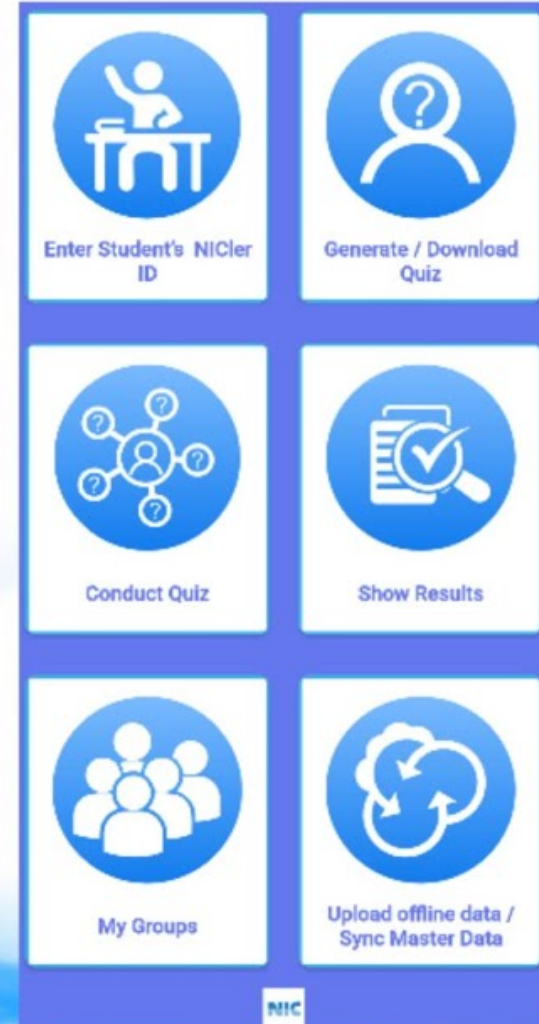 Enter Student's NICler
ID
Generate / Download
Quiz
Conduct Quiz
Show Results
My Groups
Upload offline data /
Sync Master Data
NIC